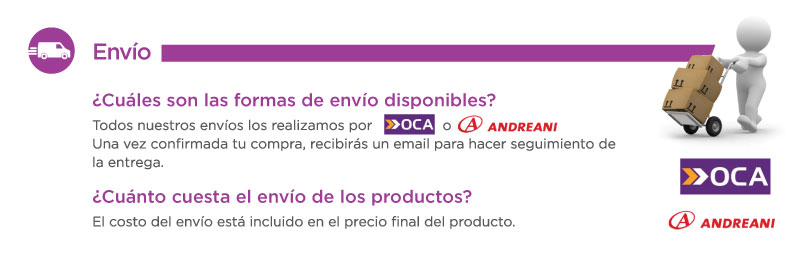 Envío
¿Cuáles son las formas de envío disponibles?
Todos nuestros envíos los realizamos por OCA o ANDREANI
Una vez confirmada tu compra, recibirás un email para hacer seguimiento de
la entrega.
OCA
¿Cuánto cuesta el envío de los productos?
El costo del envío está incluido en el precio final del producto.
ANDREANI